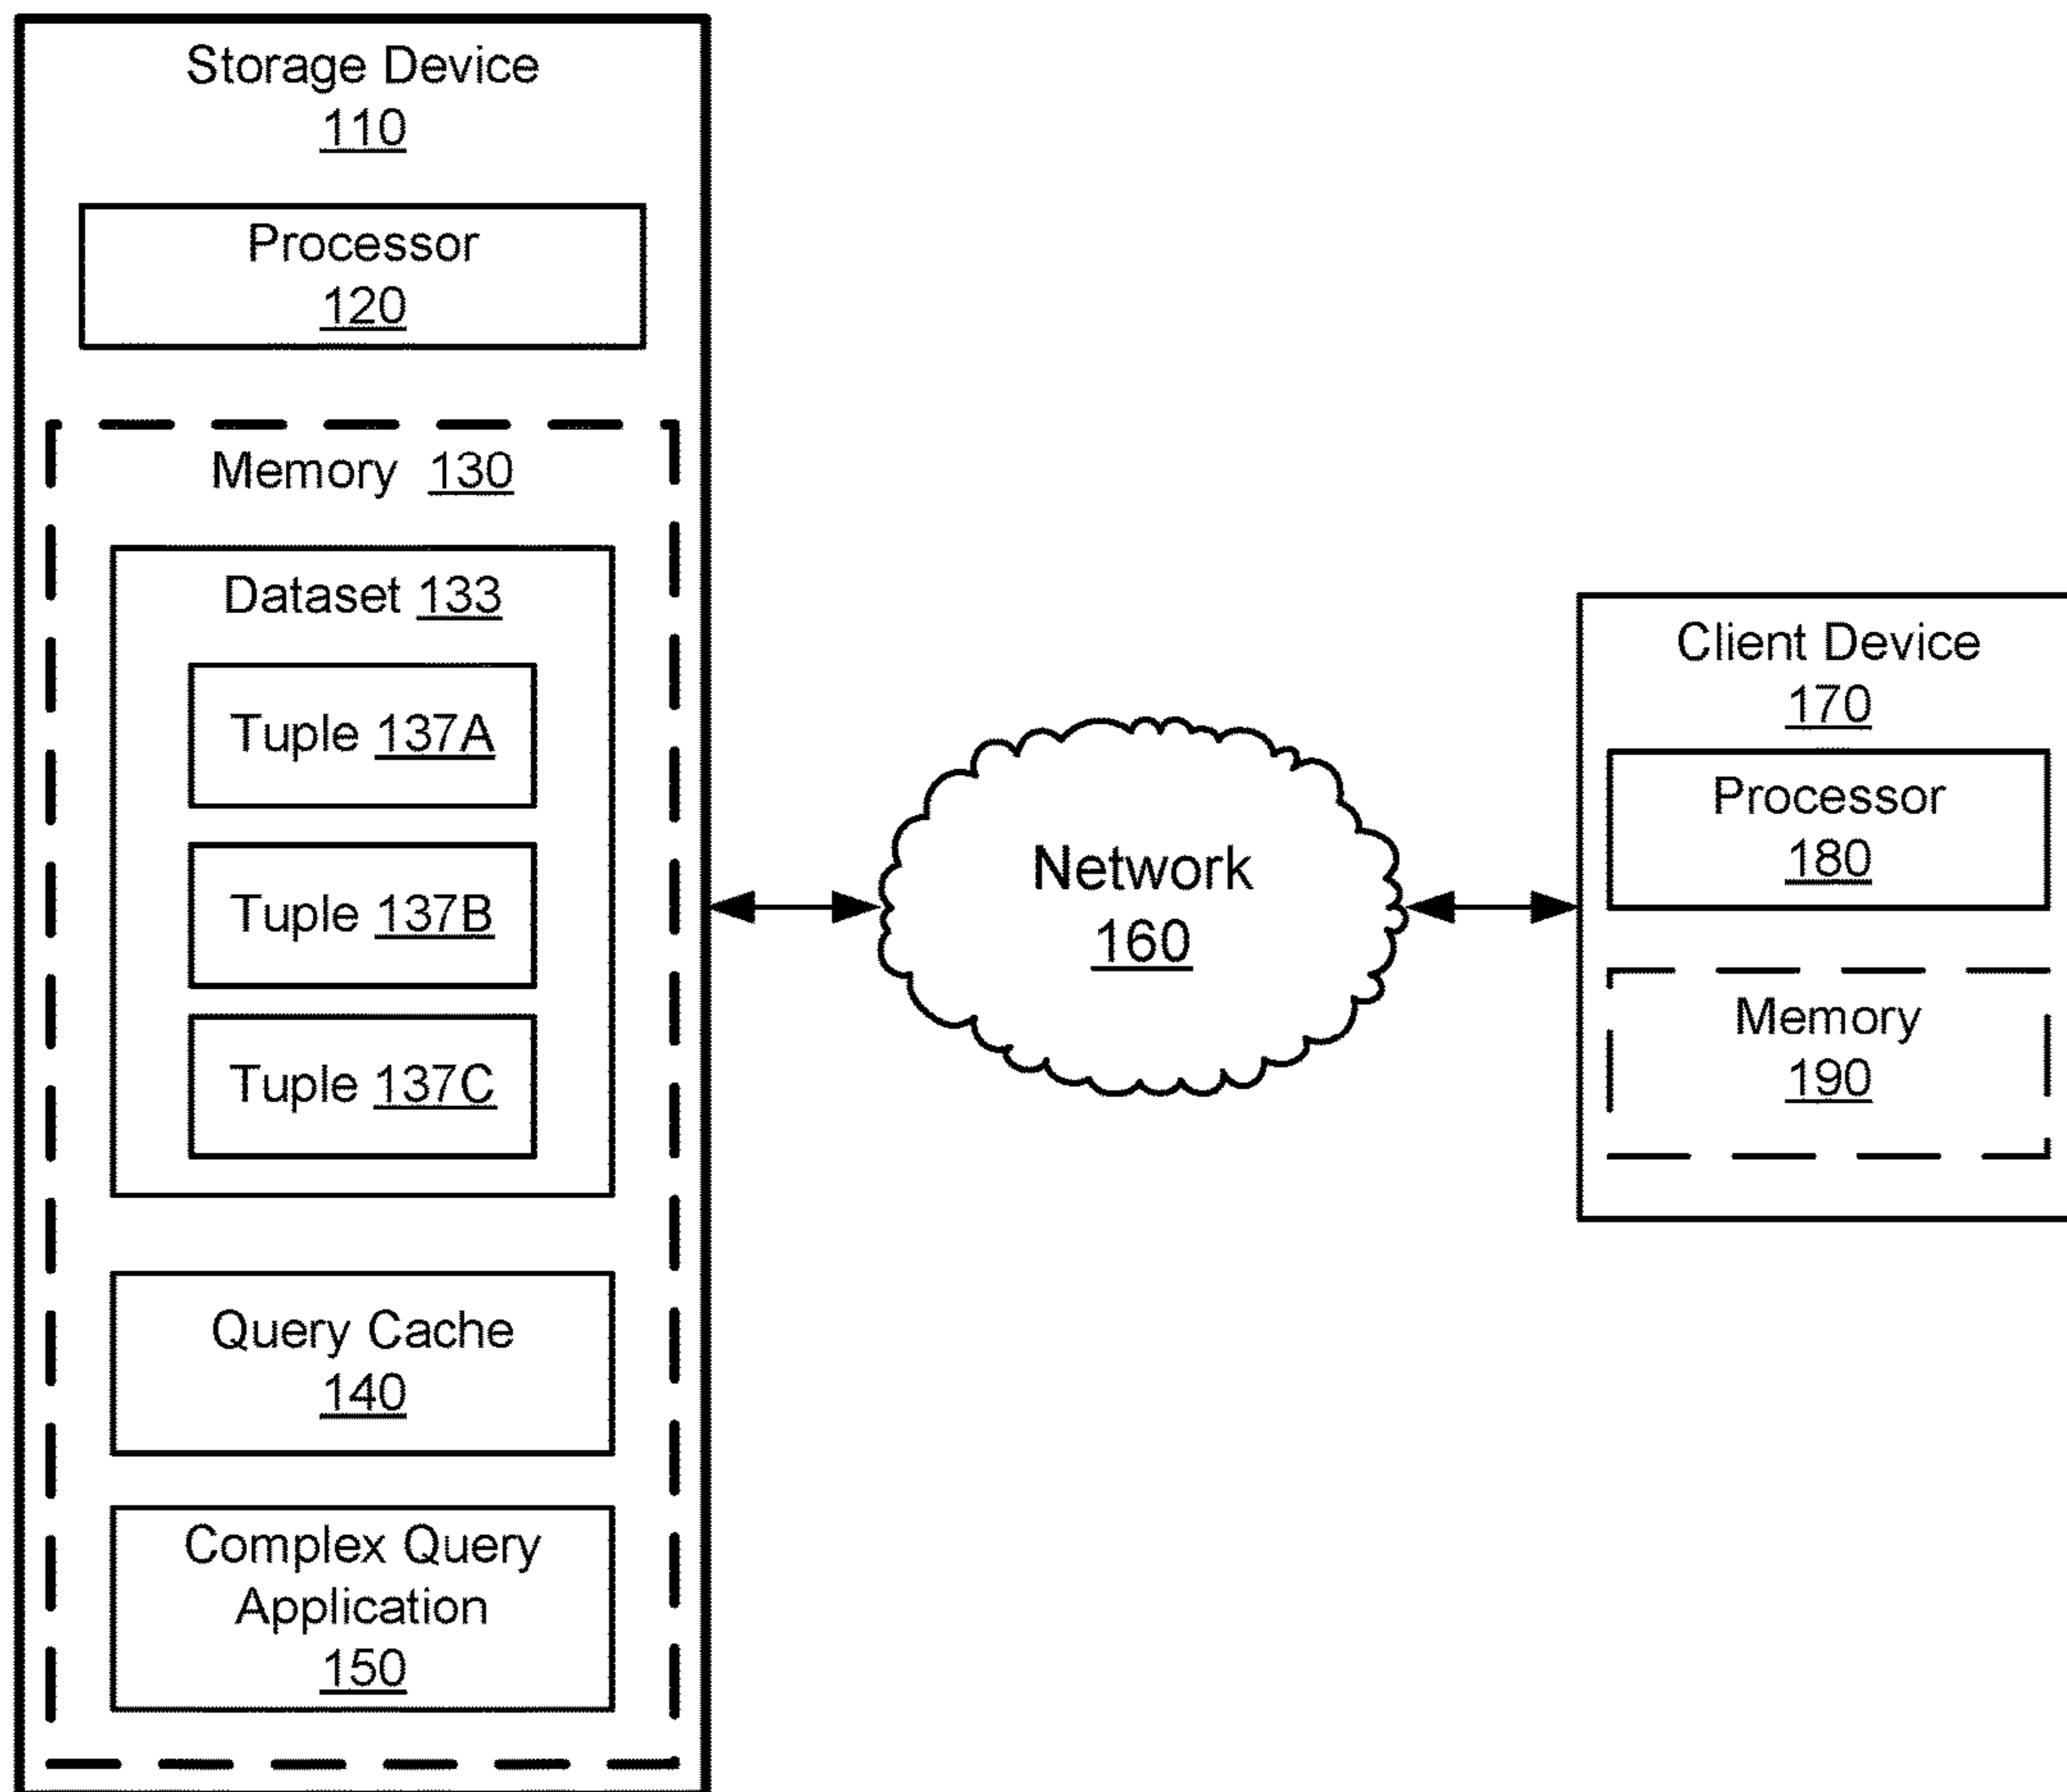 Storage Device
110
Processor
120
Memory 130
Dataset 133
Tuple 137A
Tuple 137B
Tuple 137C
Query Cache
140
Complex Query
Application
150
Network
160
Client Device
170
Processor
180
Memory
190